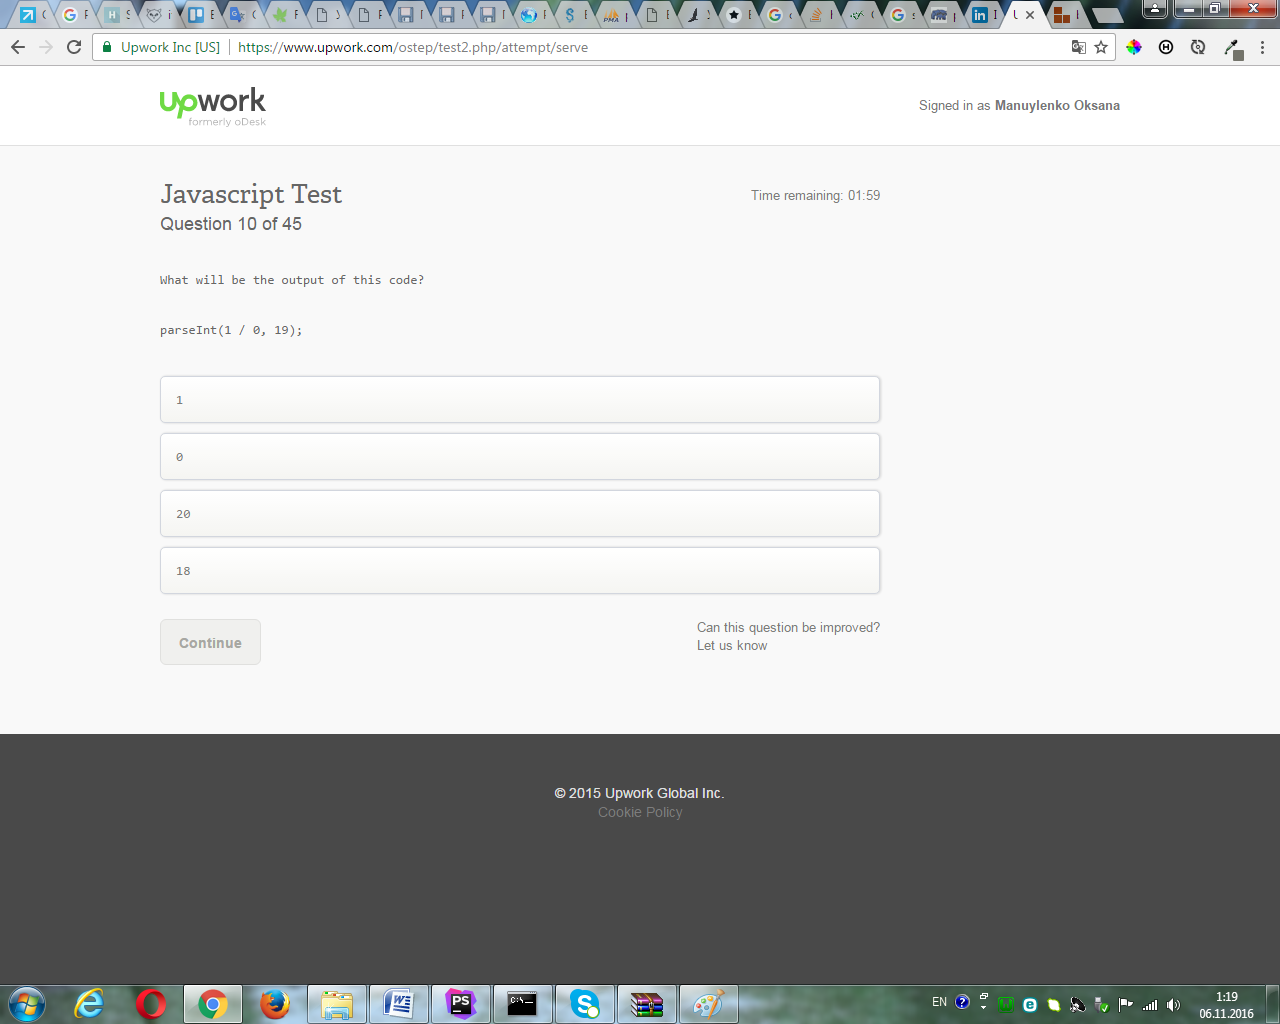 Upwork Inc [US] https://www.upwork.com/ostep/test2.php/attempt/serve
upwork
formerly oDesk
Signed in as Manuylenko Oksana
Javascript Test
Time remaining: 01:59
Question 10 of 45
What will be the output of this code?
parseInt(1 / 0, 19);
1
0
20
18
Continue
Can this question be improved?
Let us know
© 2015 Upwork Global Inc.
Cookie Policy
EN
1:19
06.11.2016